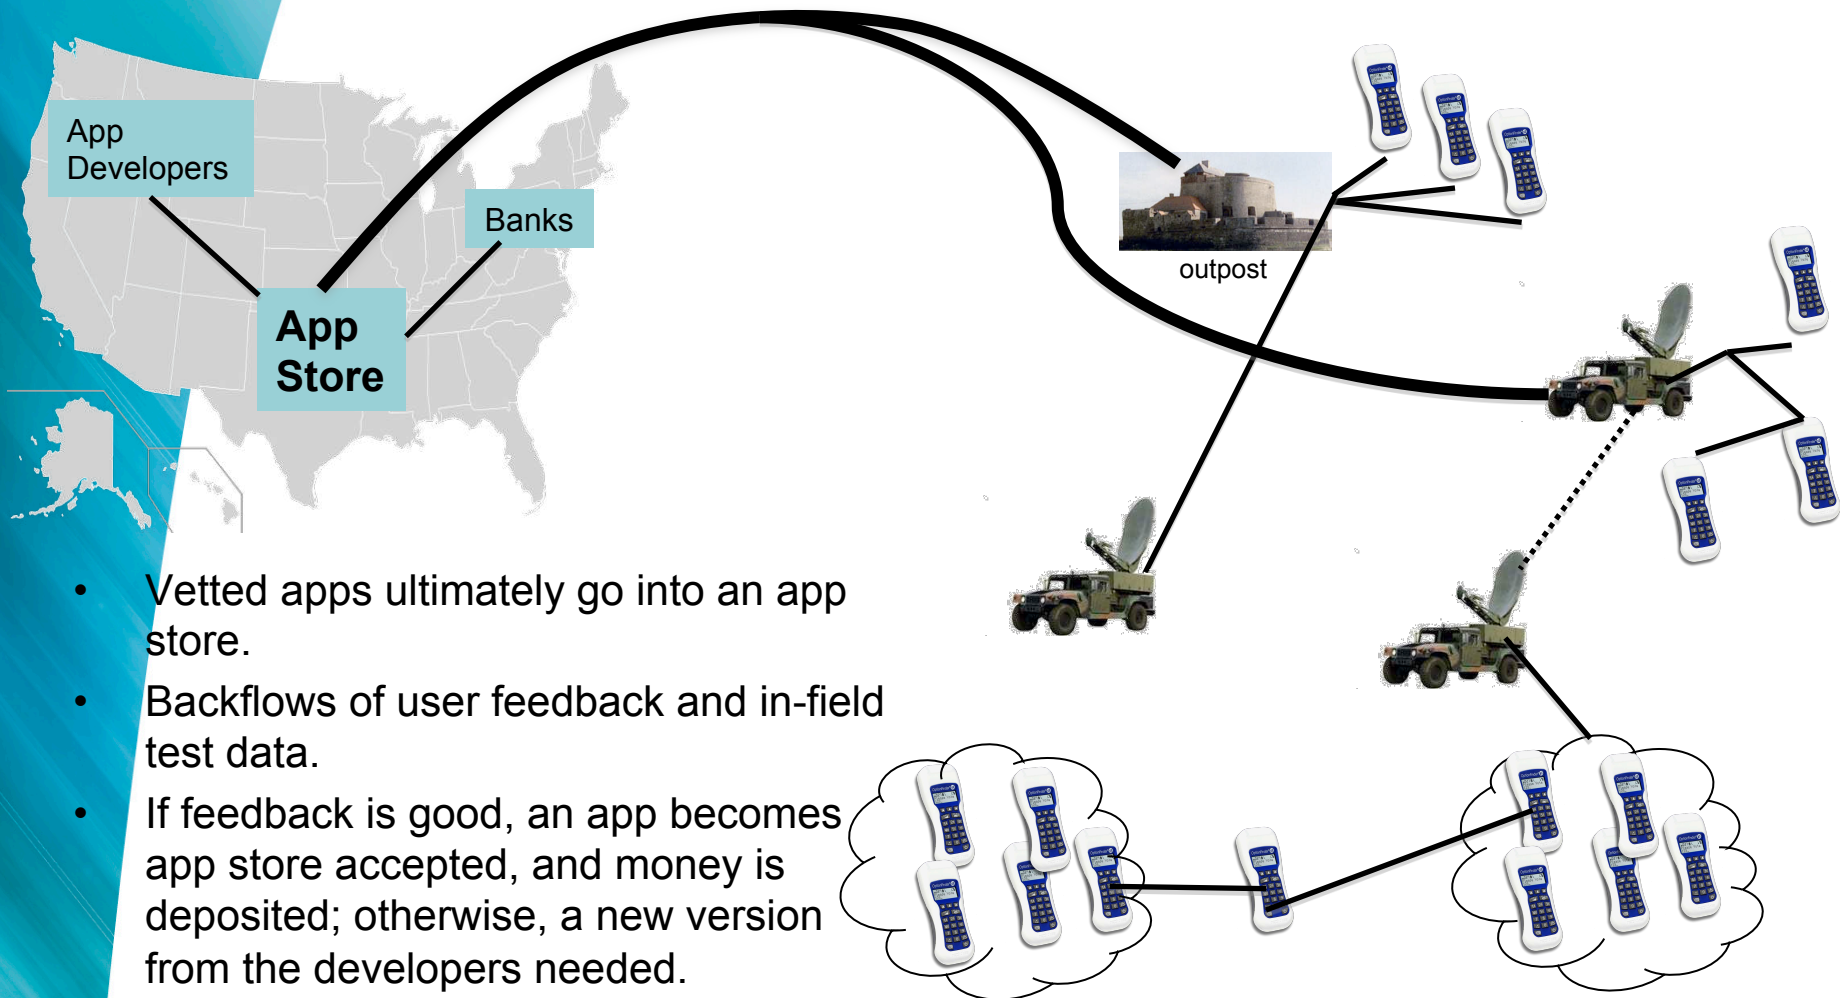 App
Developers
Banks
App
Store
outpost
• Vetted apps ultimately go into an app
store.
• Backflows of user feedback and in-field
test data.
• If feedback is good, an app becomes
app store accepted, and money is
deposited; otherwise, a new version
from the developers needed.